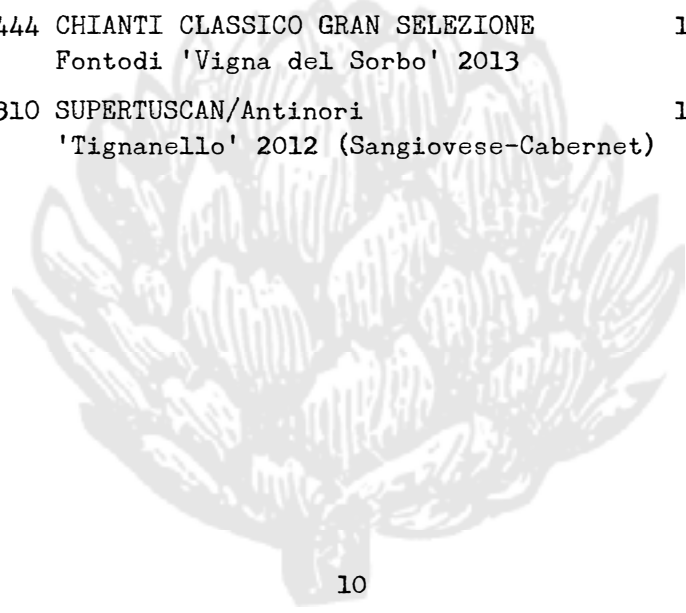 444 CHIANTI CLASSICO GRAN SELEZIONE 1
Fontodi 'Vigna del Sorbo' 2013
310 SUPERTUSCAN/Antinori 1
'Tignanello' 2012 (Sangiovese-Cabernet)
10